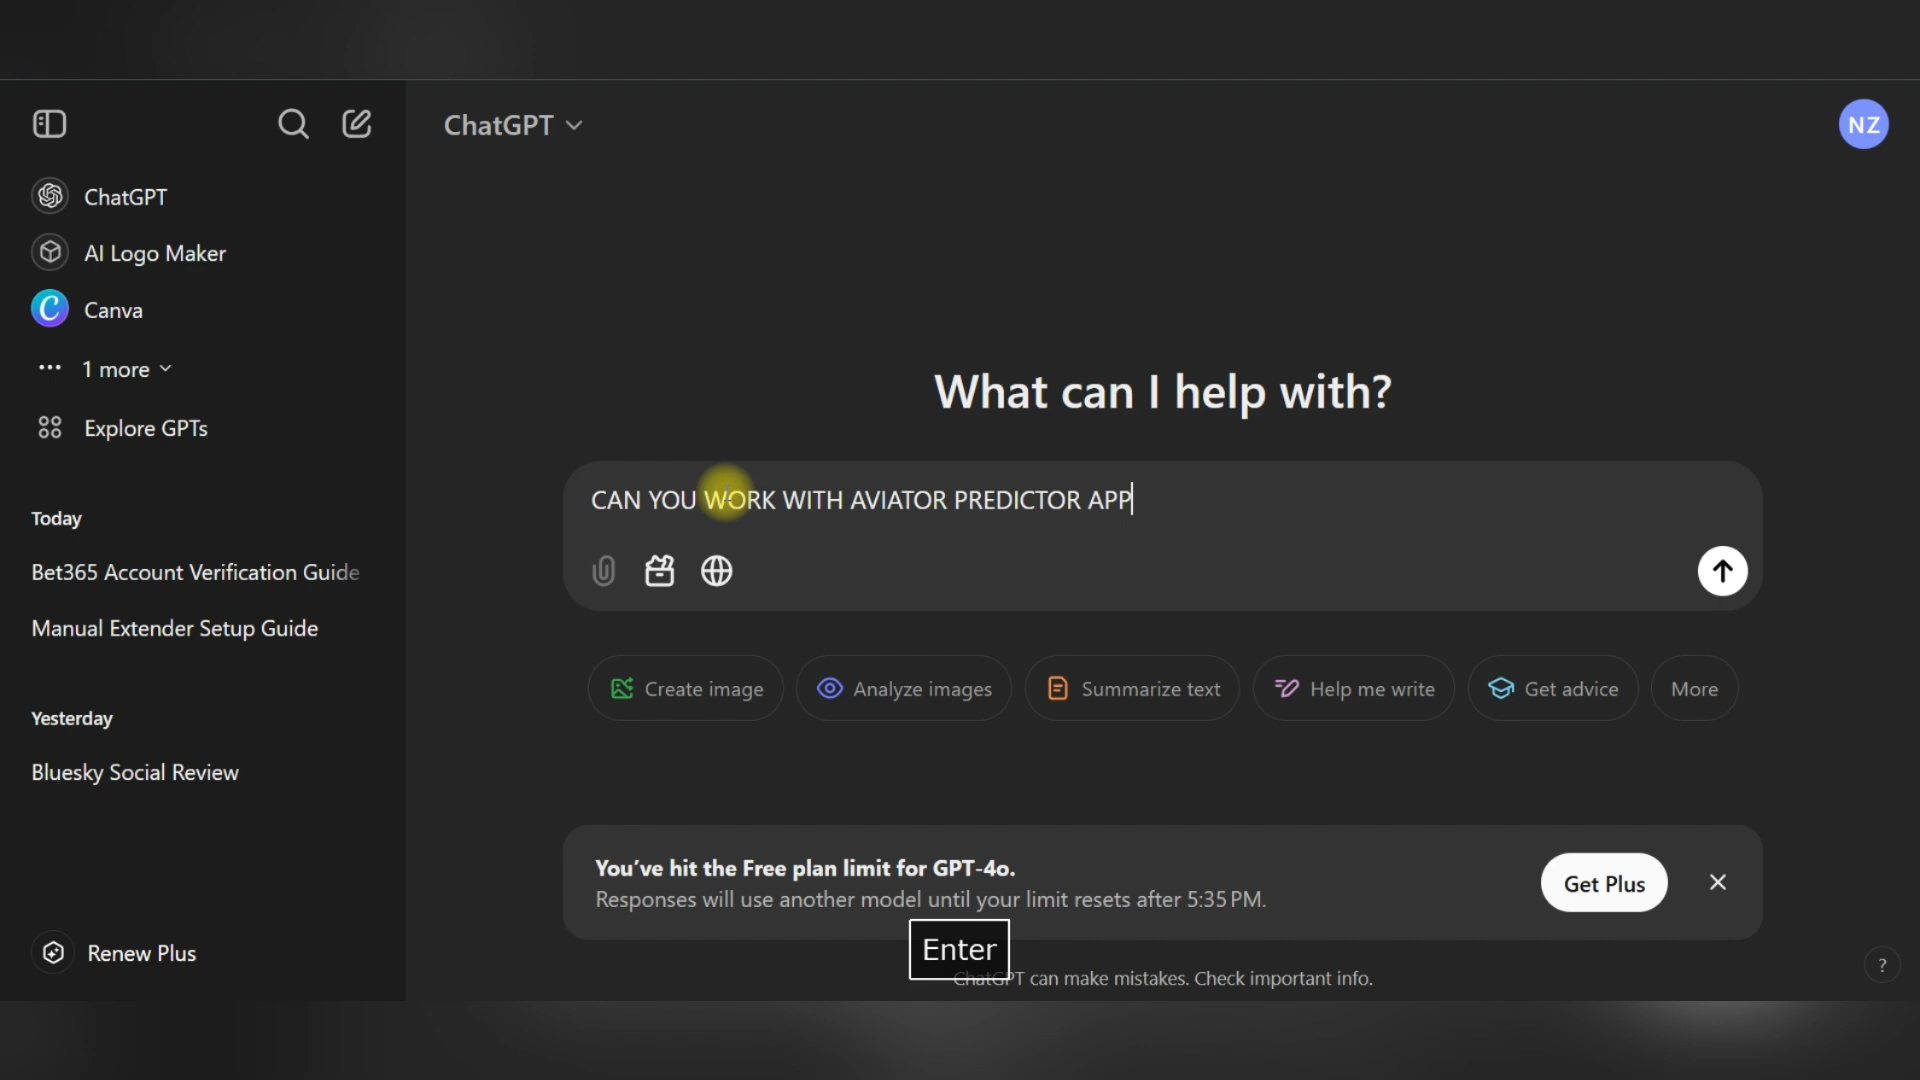 ChatGPT
NZ
ChatGPT
AI Logo Maker
Canva
1 more
Explore GPTs
Today
Bet365 Account Verification Guide
Manual Extender Setup Guide
Yesterday
Bluesky Social Review
Renew Plus
What can I help with?
CAN YOU WORK WITH AVIATOR PREDICTOR APP
Create image
Analyze images
Summarize text
Help me write
Get advice
More
You've hit the Free plan limit for GPT-4o.
Responses will use another model until your limit resets after 5:35 PM.
Get Plus
Enter
ChatGPT can make mistakes. Check important info.
?